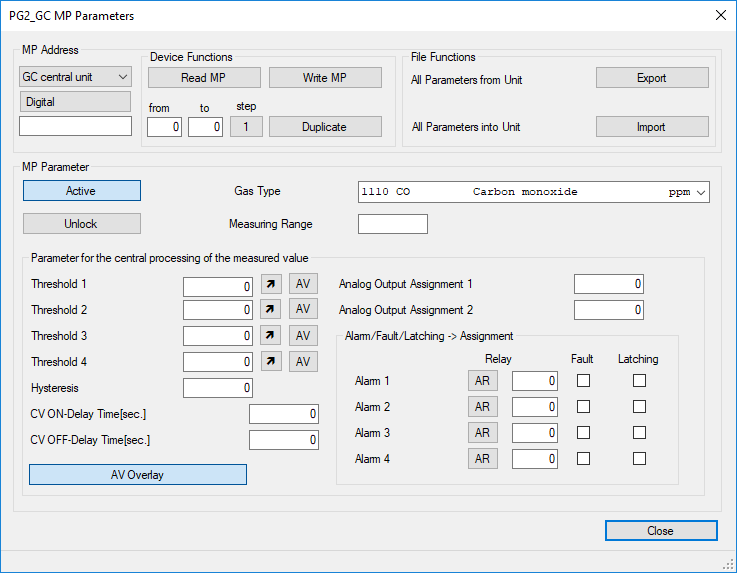 PG2_GC MP Parameters
MP Address
GC central unit
Digital
Device Functions
Read MP Write MP
from to step
0 0 1 Duplicate
File Functions
All Parameters from Unit Export
All Parameters into Unit Import
MP Parameter
Active Gas Type 1110 CO Carbon monoxide ppm
Unlock Measuring Range
Parameter for the central processing of the measured value
Threshold 1 0 AV
Threshold 2 0 AV
Threshold 3 0 AV
Threshold 4 0 AV
Hysteresis 0
CV ON-Delay Time[sec.] 0
CV OFF-Delay Time[sec.] 0
AV Overlay
Analog Output Assignment 1 0
Analog Output Assignment 2 0
Alarm/Fault/Latching -> Assignment
Relay Fault Latching
Alarm 1 AR 0
Alarm 2 AR 0
Alarm 3 AR 0
Alarm 4 AR 0
Close